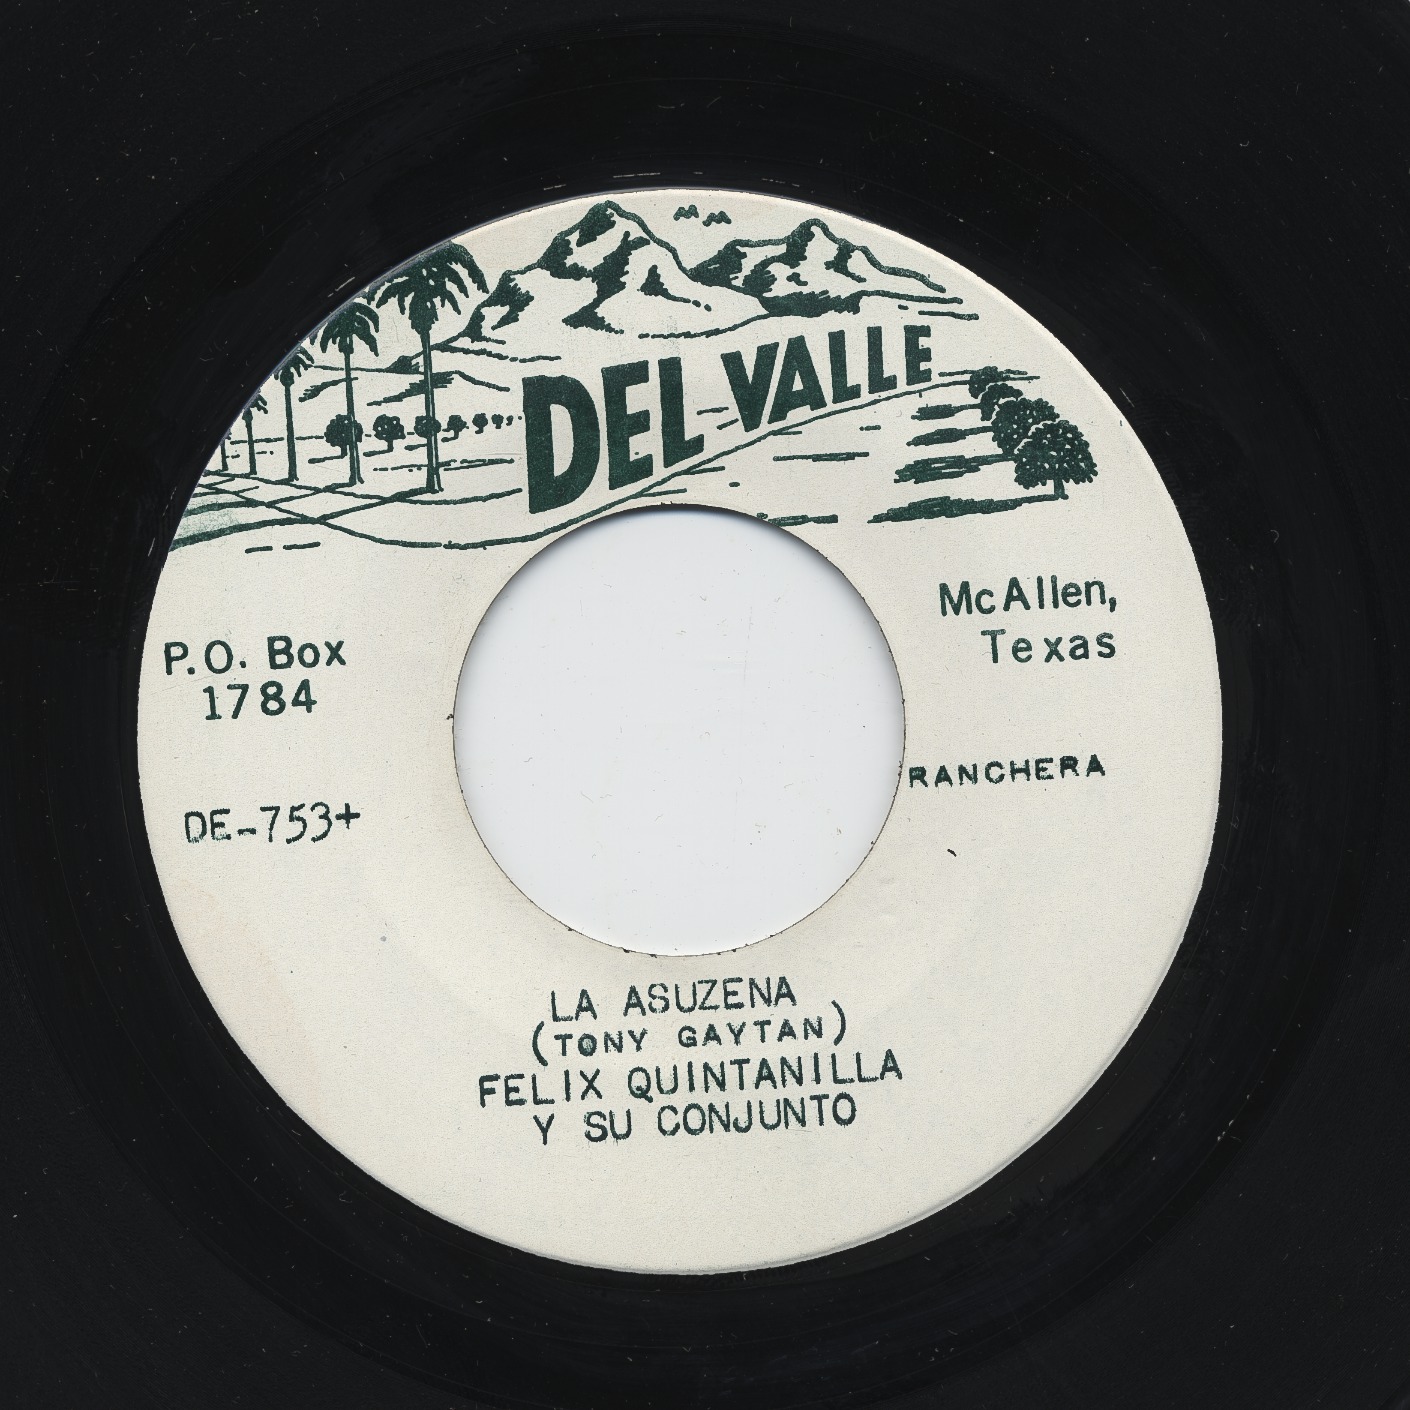 DEL VALLE
McAllen,
Texas
P.O. Box
1784
RANCHERA
DE-753+
LA ASUZENA
(TONY GAYTAN)
FELIX QUINTANILLA
Y SU CONJUNTO